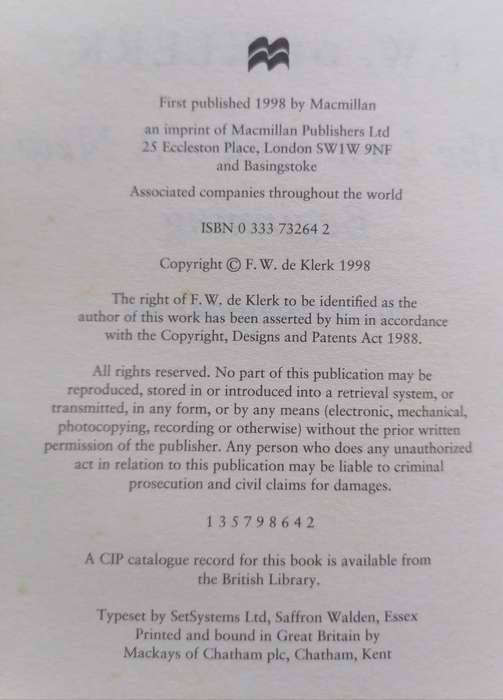 First published 1998 by Macmillan
an imprint of Macmillan Publishers Ltd
25 Eccleston Place, London SW1W 9NF
and Basingstoke
Associated companies throughout the world
ISBN 0 333 73264 2
Copyright © F. W. de Klerk 1998
The right of F. W. de Klerk to be identified as the
author of this work has been asserted by him in accordance
with the Copyright, Designs and Patents Act 1988.
All rights reserved. No part of this publication may be
reproduced, stored in or introduced into a retrieval system, or
transmitted, in any form, or by any means (electronic, mechanical,
photocopying, recording or otherwise) without the prior written
permission of the publisher. Any person who does any unauthorized
act in relation to this publication may be liable to criminal
prosecution and civil claims for damages.
1 3 5 7 9 8 6 4 2
A CIP catalogue record for this book is available from
the British Library.
Typeset by SetSystems Ltd, Saffron Walden, Essex
Printed and bound in Great Britain by
Mackays of Chatham plc, Chatham, Kent